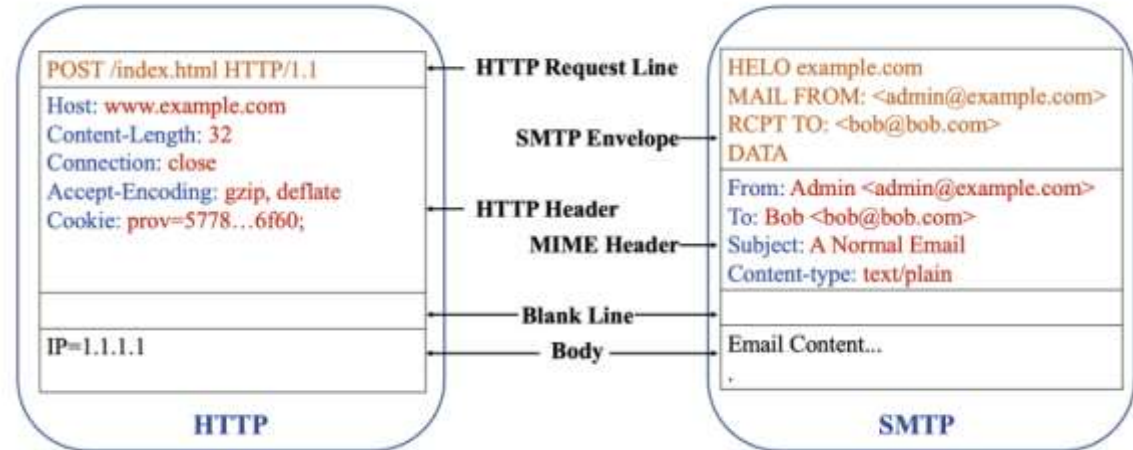 POST /index.html HTTP/1.1
Host: www.example.com
Content-Length: 32
Connection: close
Accept-Encoding: gzip, deflate
Cookie: prov=5778…6f60;
IP=1.1.1.1
HTTP
HTTP Request Line
SMTP Envelope
HTTP Header
MIME Header
Blank Line
Body
HELO example.com
MAIL FROM: <admin@example.com>
RCPT TO: <bob@bob.com>
DATA
From: Admin <admin@example.com>
To: Bob <bob@bob.com>
Subject: A Normal Email
Content-type: text/plain
Email Content...
.
SMTP